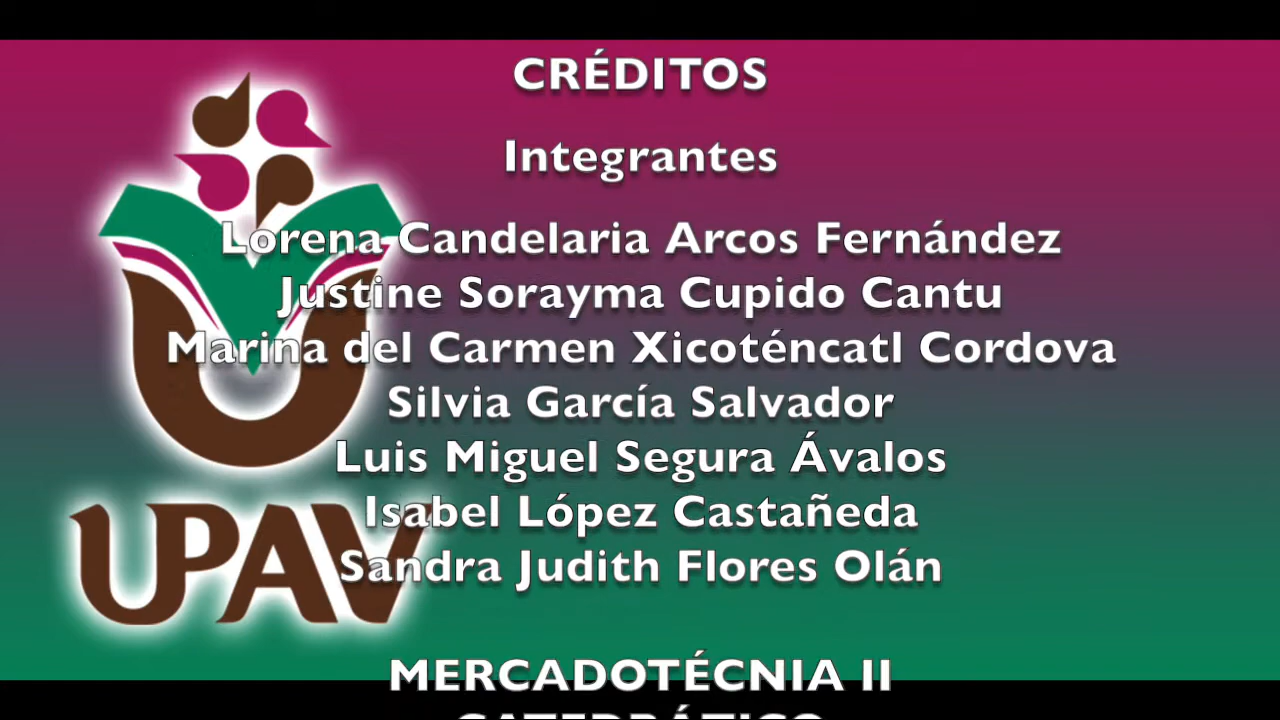 CRÉDITOS
Integrantes
Lorena Candelaria Arcos Fernández
Justine Sorayma Cupido Cantu
Marina del Carmen Xicoténcatl Cordova
Silvia García Salvador
Luis Miguel Segura Ávalos
Isabel López Castañeda
Sandra Judith Flores Olán
UPAV
MERCADOTÉCNIA II